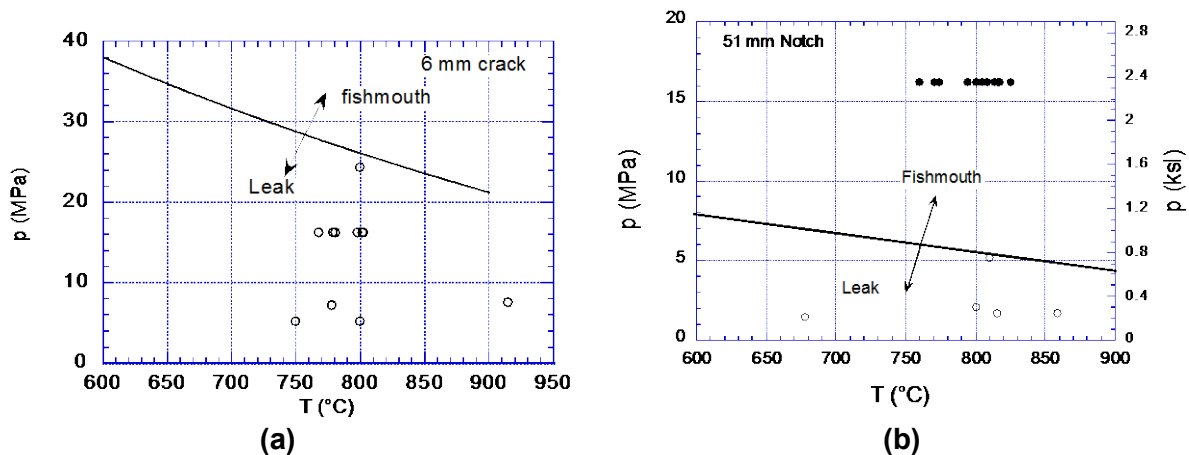 40
30
20
10
0
p (MPa)
6 mm crack
fishmouth
Leak
600 650 700 750 800 850 900 950
T (°C)
(a)
20
15
10
5
0
p (MPa)
51 mm Notch
Fishmouth
Leak
2.8
2.4
2
1.6
1.2
0.8
0.4
0
p (ksl)
600 650 700 760 800 850 900
T (°C)
(b)